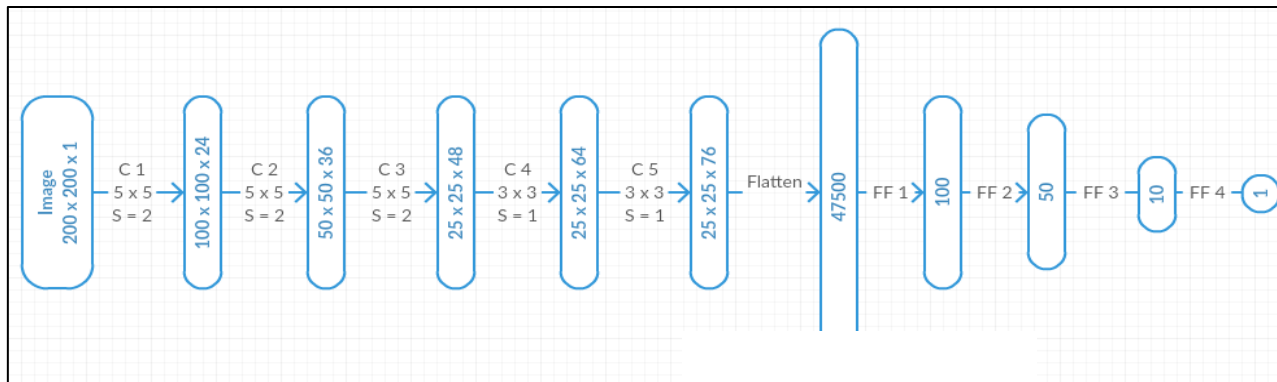 Image
200 x 200 x 1
C 1
5 x 5
S = 2
100 x 100 x 24
C 2
5 x 5
S = 2
50 x 50 x 36
C 3
5 x 5
S = 2
25 x 25 x 48
C 4
3 x 3
S = 1
25 x 25 x 64
C 5
3 x 3
S = 1
25 x 25 x 76
Flatten
47500
FF 1
100
FF 2
50
FF 3
10
FF 4
1